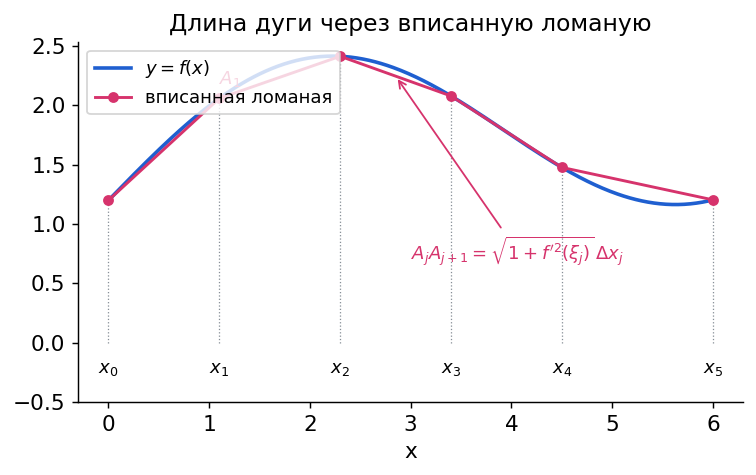 Длина дуги через вписанную ломаную
y = f(x)
вписанная ломаная
A₁
2.5
2.0
1.5
1.0
0.5
0.0
−0.5
A_jA_{j+1} = √(1 + f′²(ξ_j)) Δx_j
x₀ x₁ x₂ x₃ x₄ x₅
0 1 2 3 4 5 6
x